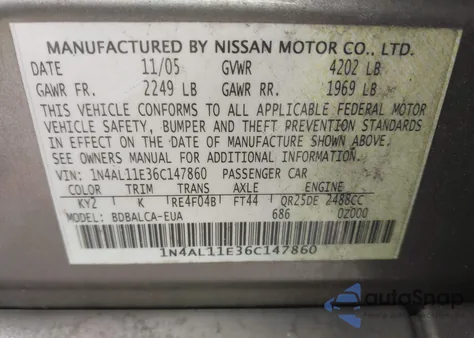 MANUFACTURED BY NISSAN MOTOR CO., LTD.
DATE 11/05 GVWR 4202 LB
GAWR FR. 2249 LB GAWR RR. 1969 LB
THIS VEHICLE CONFORMS TO ALL APPLICABLE FEDERAL MOTOR
VEHICLE SAFETY, BUMPER AND THEFT PREVENTION STANDARDS
IN EFFECT ON THE DATE OF MANUFACTURE SHOWN ABOVE.
SEE OWNERS MANUAL FOR ADDITIONAL INFORMATION.
VIN: 1N4AL11E36C147860 PASSENGER CAR
COLOR TRIM TRANS AXLE ENGINE
KY2 K RE4F04B FT44 QR25DE 2488CC
MODEL: BDBALCA-EUA 686 0Z000
1N4AL11E36C147860
autoSnap